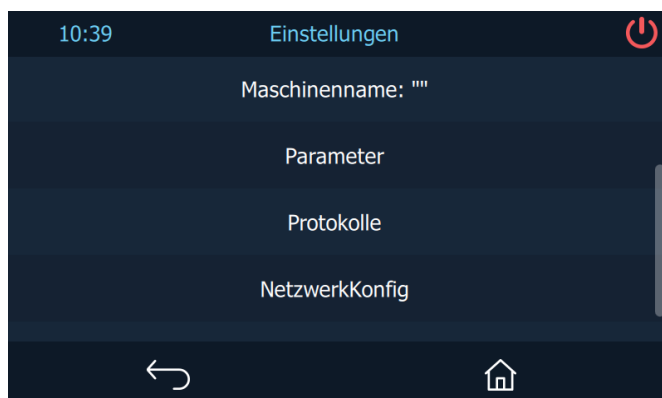 10:39 Einstellungen
Maschinenname: ""
Parameter
Protokolle
NetzwerkKonfig